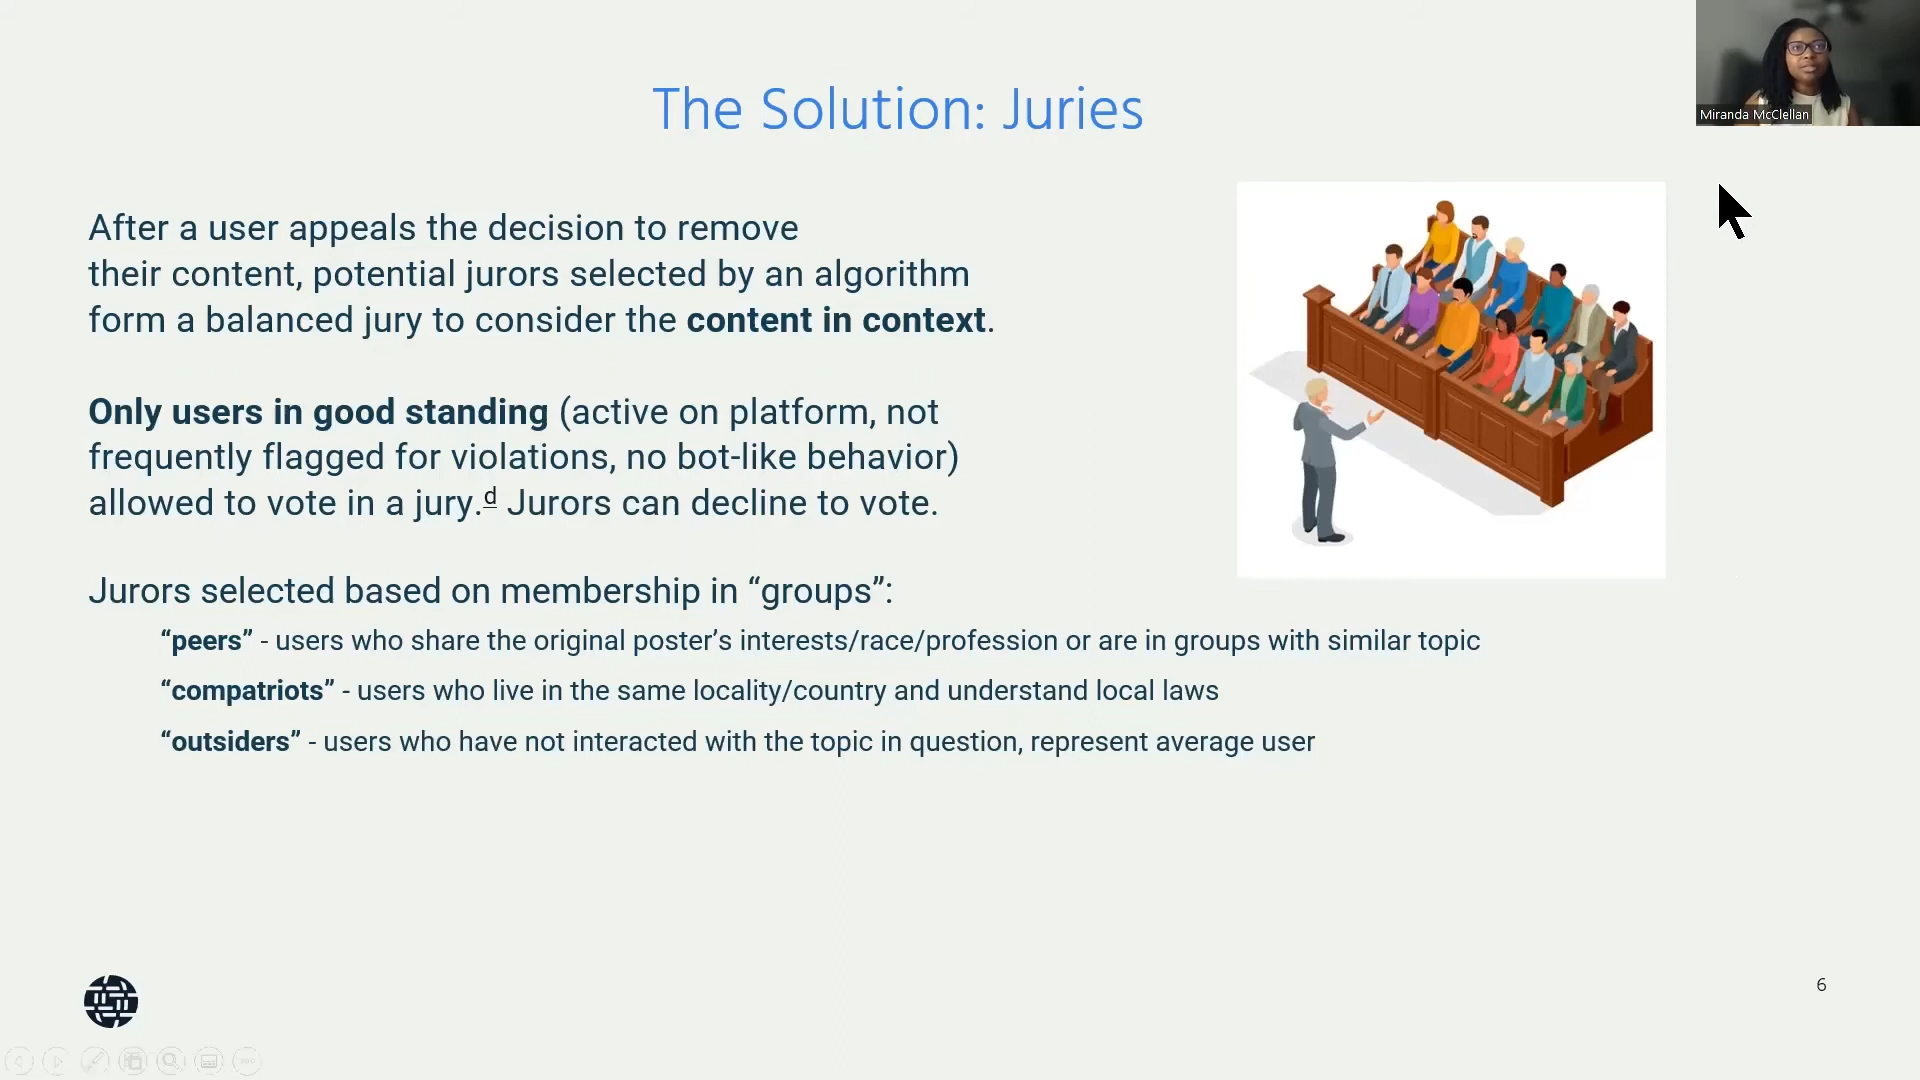 The Solution: Juries
Miranda McClellan
After a user appeals the decision to remove
their content, potential jurors selected by an algorithm
form a balanced jury to consider the content in context.
Only users in good standing (active on platform, not
frequently flagged for violations, no bot-like behavior)
allowed to vote in a jury.d Jurors can decline to vote.
Jurors selected based on membership in “groups”:
“peers” - users who share the original poster’s interests/race/profession or are in groups with similar topic
“compatriots” - users who live in the same locality/country and understand local laws
“outsiders” - users who have not interacted with the topic in question, represent average user
6